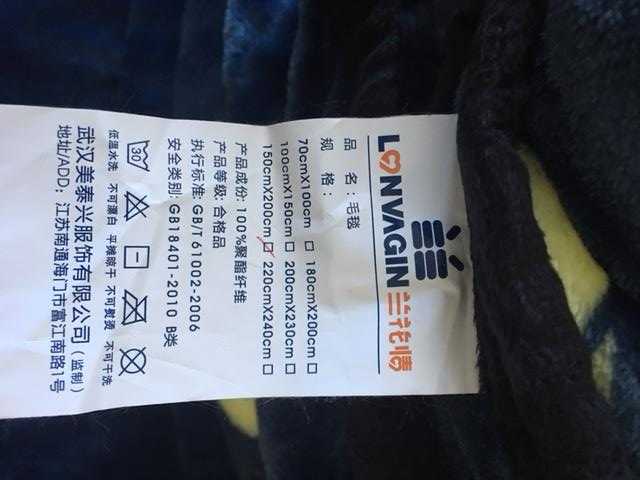 LONVAGIN 兰花情
品 名：毛毯
规 格：
70cmX100cm □ 180cmX200cm □
100cmX150cm □ 200cmX230cm □
150cmX200cm ☑ 220cmX240cm □
产品成份: 100%聚酯纤维
产品等级: 合格品
执行标准: GB/T 61002-2006
安全类别: GB18401-2010 B类
30
低温水洗 不可漂白 平摊晾干 不可熨烫 不可干洗
武汉美泰兴服饰有限公司（监制）
地址/ADD：江苏南通海门市富江南路1号